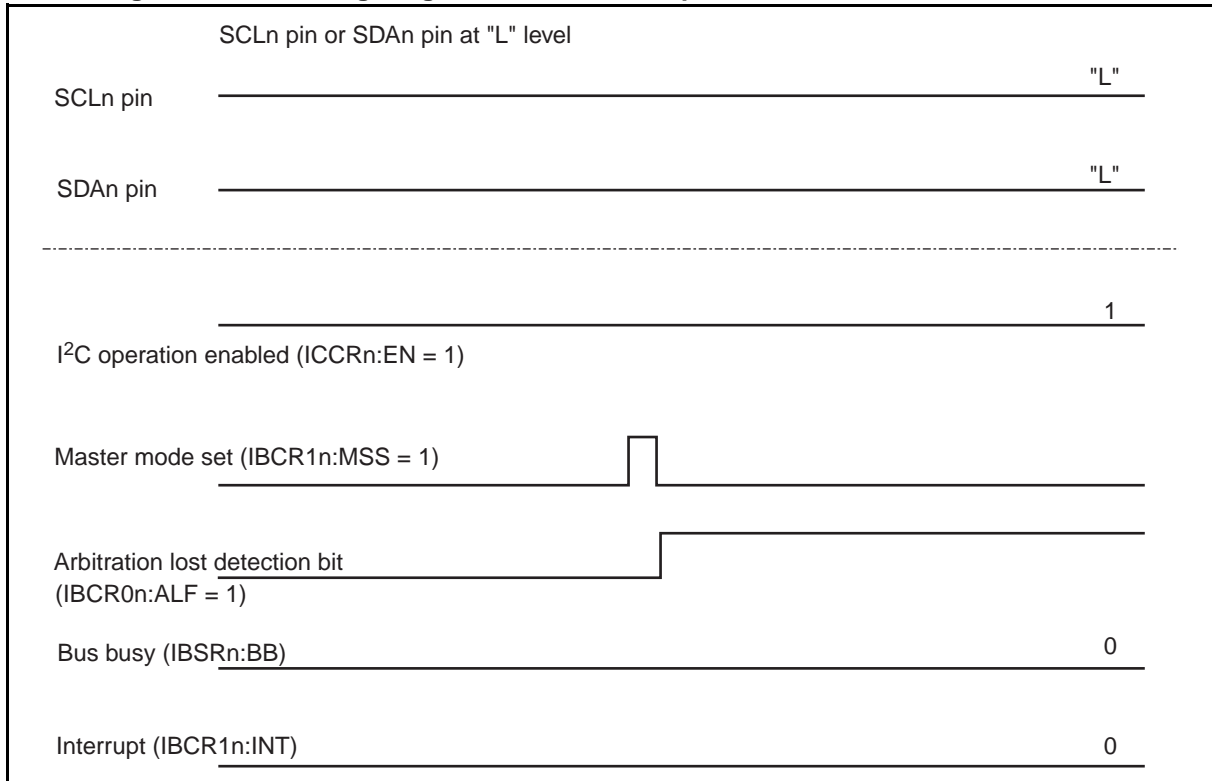 SCLn pin or SDAn pin at "L" level
"L"
SCLn pin
"L"
SDAn pin
1
I²C operation enabled (ICCRn:EN = 1)
Master mode set (IBCR1n:MSS = 1)
Arbitration lost detection bit
(IBCR0n:ALF = 1)
Bus busy (IBSRn:BB) 0
Interrupt (IBCR1n:INT) 0